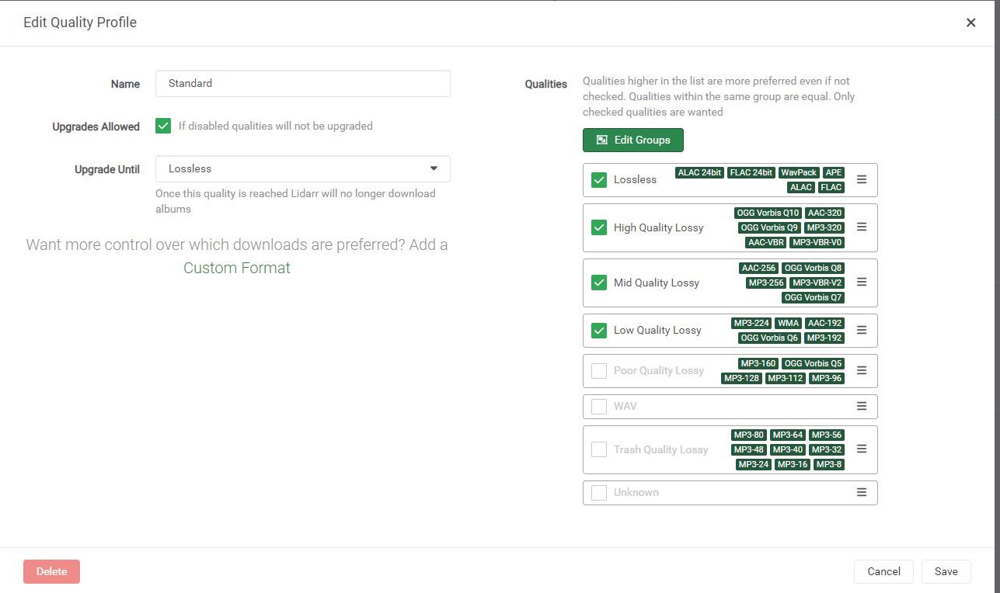 Edit Quality Profile
Name
Standard
Upgrades Allowed
If disabled qualities will not be upgraded
Upgrade Until
Lossless
Once this quality is reached Lidarr will no longer download
albums
Want more control over which downloads are preferred? Add a
Custom Format
Qualities
Qualities higher in the list are more preferred even if not
checked. Qualities within the same group are equal. Only
checked qualities are wanted
Edit Groups
Lossless
ALAC 24bit FLAC 24bit WavPack APE
ALAC FLAC
High Quality Lossy
OGG Vorbis Q10 AAC-320
OGG Vorbis Q9 MP3-320
AAC-VBR MP3-VBR-V0
Mid Quality Lossy
AAC-256 OGG Vorbis Q8
MP3-256 MP3-VBR-V2
OGG Vorbis Q7
Low Quality Lossy
MP3-224 WMA AAC-192
OGG Vorbis Q6 MP3-192
Poor Quality Lossy
MP3-160 OGG Vorbis Q5
MP3-128 MP3-112 MP3-96
WAV
Trash Quality Lossy
MP3-80 MP3-64 MP3-56
MP3-48 MP3-40 MP3-32
MP3-24 MP3-16 MP3-8
Unknown
Delete
Cancel
Save